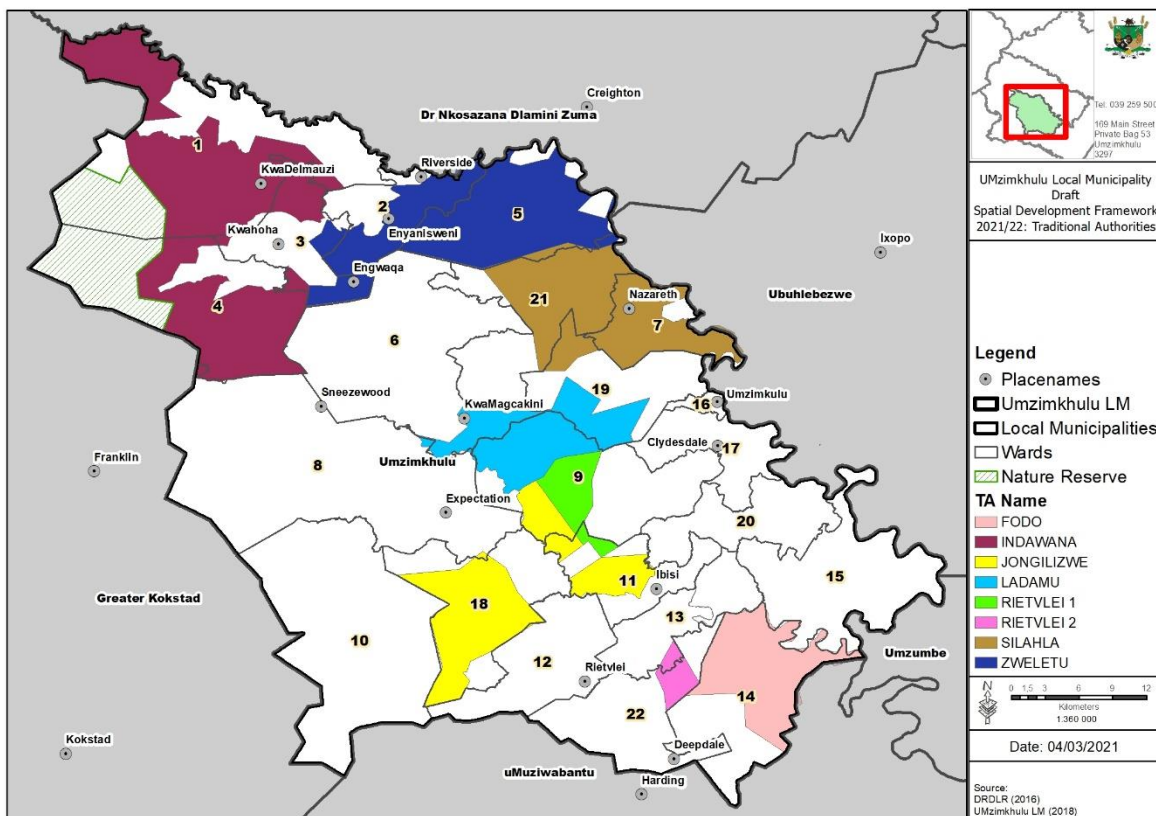 Creighton
Dr Nkosazana Dlamini Zuma
Riverside
1
KwaDelmauzi
2
5
Enyanisweni
Kwahoha
3
Ixopo
Engwaqa
4
21
Nazareth
Ubuhlebezwe
7
6
Sneezewood
19
16
Umzimkulu
KwaMagcakini
Clydesdale
17
8
Umzimkhulu
Franklin
9
Expectation
20
15
11
Ibisi
Greater Kokstad
18
13
10
12
Rietvlei
Umzumbe
14
22
Kokstad
Deepdale
uMuziwabantu
Harding
Tel: 039 259 500
169 Main Street
Private Bag 53
Umzimkhulu
3297
UMzimkhulu Local Municipality
Draft
Spatial Development Framework
2021/22: Traditional Authorities
Legend
Placenames
Umzimkhulu LM
Local Municipalities
Wards
Nature Reserve
TA Name
FODO
INDAWANA
JONGILIZWE
LADAMU
RIETVLEI 1
RIETVLEI 2
SILAHLA
ZWELETU
N
0 1,5 3 6 9 12
Kilometers
1:360 000
Date: 04/03/2021
Source:
DRDLR (2016)
UMzimkhulu LM (2018)